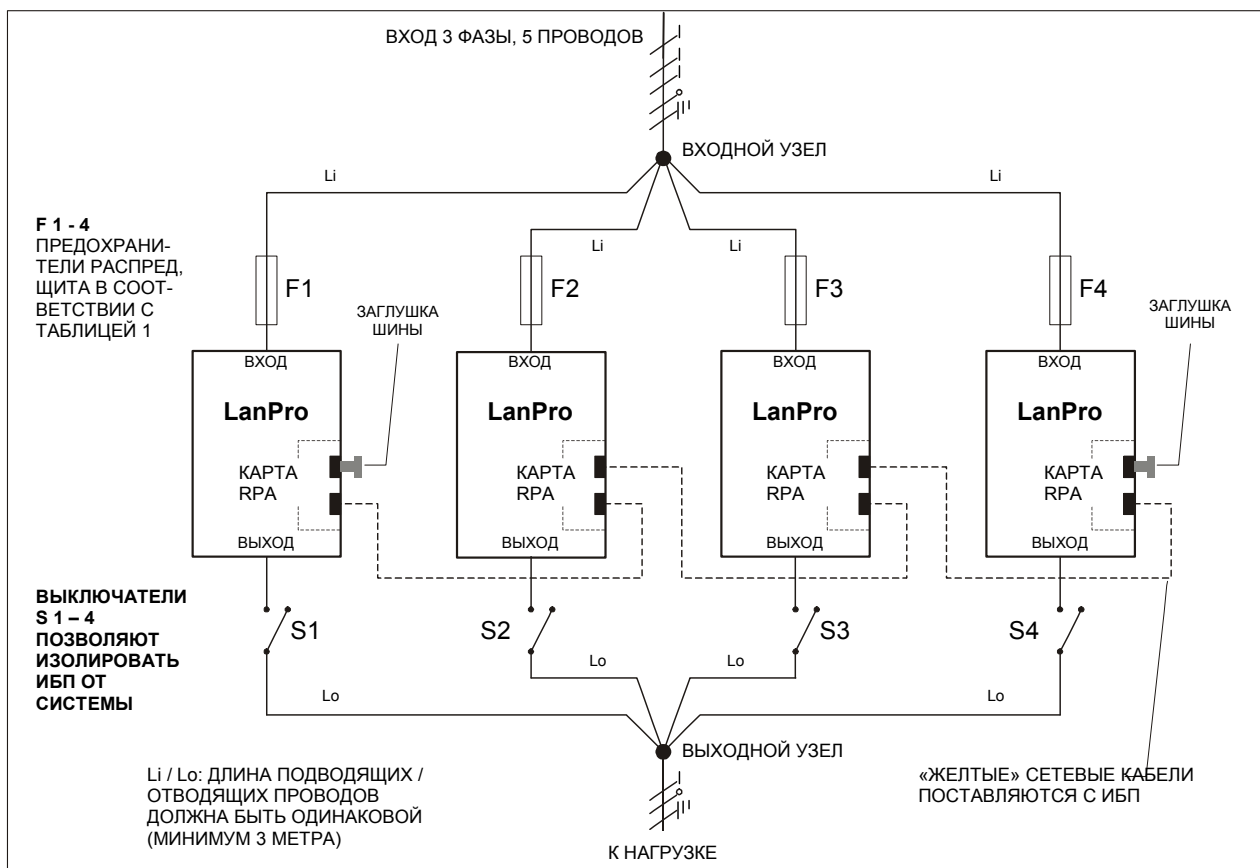 ВХОД 3 ФАЗЫ, 5 ПРОВОДОВ
ВХОДНОЙ УЗЕЛ
Li
Li
Li
Li
F 1 - 4
ПРЕДОХРАНИ-
ТЕЛИ РАСПРЕД,
ЩИТА В СООТ-
ВЕТСТВИИ С
ТАБЛИЦЕЙ 1
F1
F2
F3
F4
ЗАГЛУШКА
ШИНЫ
ЗАГЛУШКА
ШИНЫ
ВХОД
ВХОД
ВХОД
ВХОД
LanPro
LanPro
LanPro
LanPro
КАРТА
RPA
КАРТА
RPA
КАРТА
RPA
КАРТА
RPA
ВЫХОД
ВЫХОД
ВЫХОД
ВЫХОД
ВЫКЛЮЧАТЕЛИ
S 1 – 4
ПОЗВОЛЯЮТ
ИЗОЛИРОВАТЬ
ИБП ОТ
СИСТЕМЫ
S1
S2
S3
S4
Lo
Lo
Lo
Lo
ВЫХОДНОЙ УЗЕЛ
Li / Lo: ДЛИНА ПОДВОДЯЩИХ /
ОТВОДЯЩИХ ПРОВОДОВ
ДОЛЖНА БЫТЬ ОДИНАКОВОЙ
(МИНИМУМ 3 МЕТРА)
«ЖЕЛТЫЕ» СЕТЕВЫЕ КАБЕЛИ
ПОСТАВЛЯЮТСЯ С ИБП
К НАГРУЗКЕ